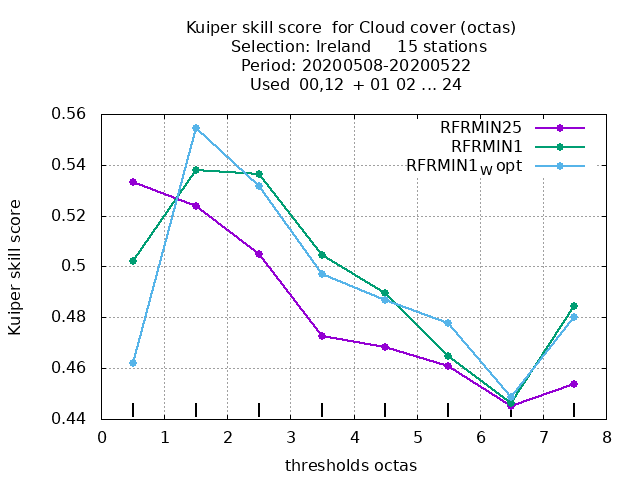 Kuiper skill score  for Cloud cover (octas)
Selection: Ireland     15 stations
Period: 20200508-20200522
Used  00,12  + 01 02 ... 24
RFRMIN25
RFRMIN1
RFRMIN1w opt
Kuiper skill score
0.56
0.54
0.52
0.5
0.48
0.46
0.44
0 1 2 3 4 5 6 7 8
thresholds octas